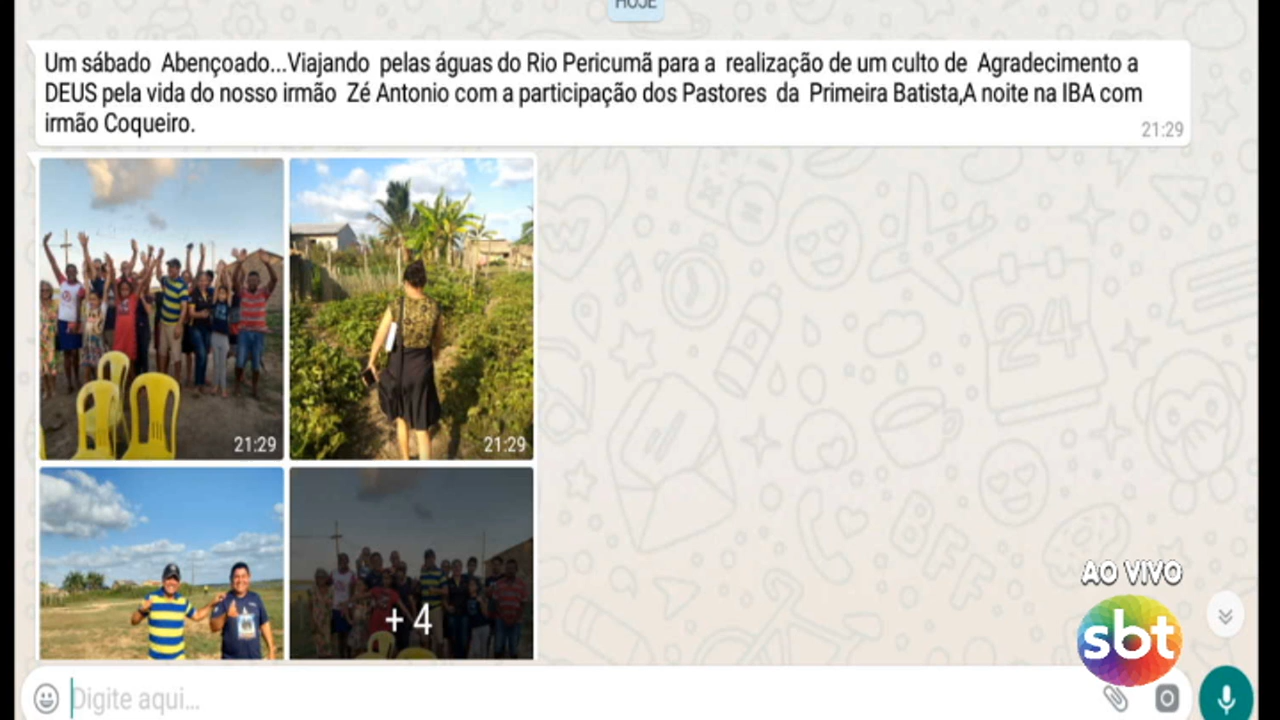 HOJE
Um sábado Abençoado...Viajando pelas águas do Rio Pericumã para a realização de um culto de Agradecimento a
DEUS pela vida do nosso irmão Zé Antonio com a participação dos Pastores da Primeira Batista,A noite na IBA com
irmão Coqueiro.
21:29
21:29
21:29
+ 4
24
BFF
AO VIVO
sbt
Digite aqui...